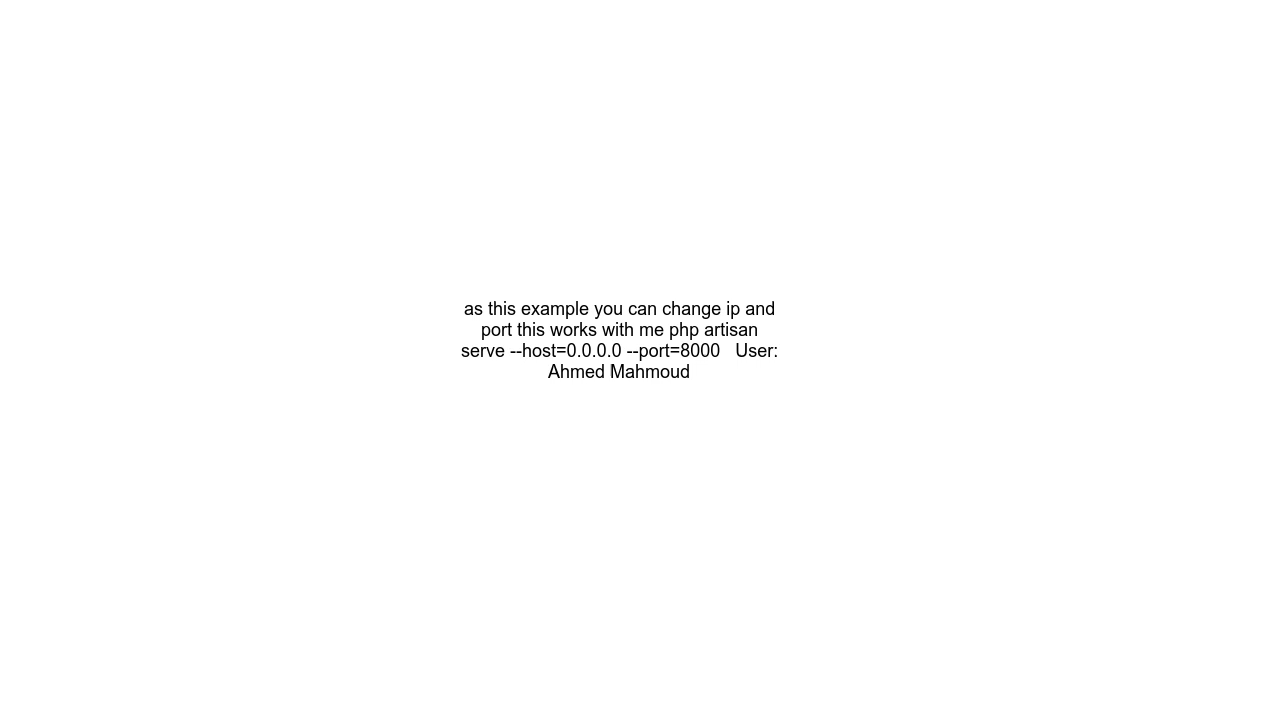 as this example you can change ip and
port this works with me php artisan
serve --host=0.0.0.0 --port=8000   User:
Ahmed Mahmoud